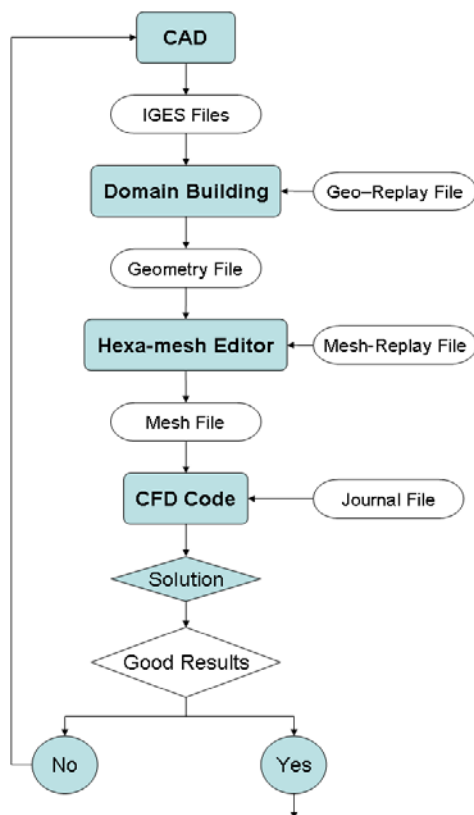 CAD
IGES Files
Domain Building
Geo–Replay File
Geometry File
Hexa-mesh Editor
Mesh-Replay File
Mesh File
CFD Code
Journal File
Solution
Good Results
No
Yes